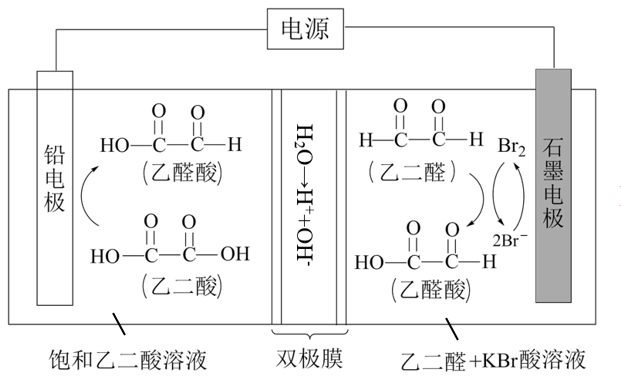 电源
铅电极
O O
HO—C—C—H
(乙醛酸)
O O
HO—C—C—OH
(乙二酸)
H₂O→H⁺+OH⁻
O O
H—C—C—H
(乙二醛)
O O
HO—C—C—H
(乙醛酸)
Br₂
2Br⁻
石墨电极
饱和乙二酸溶液
双极膜
乙二醛+KBr酸溶液